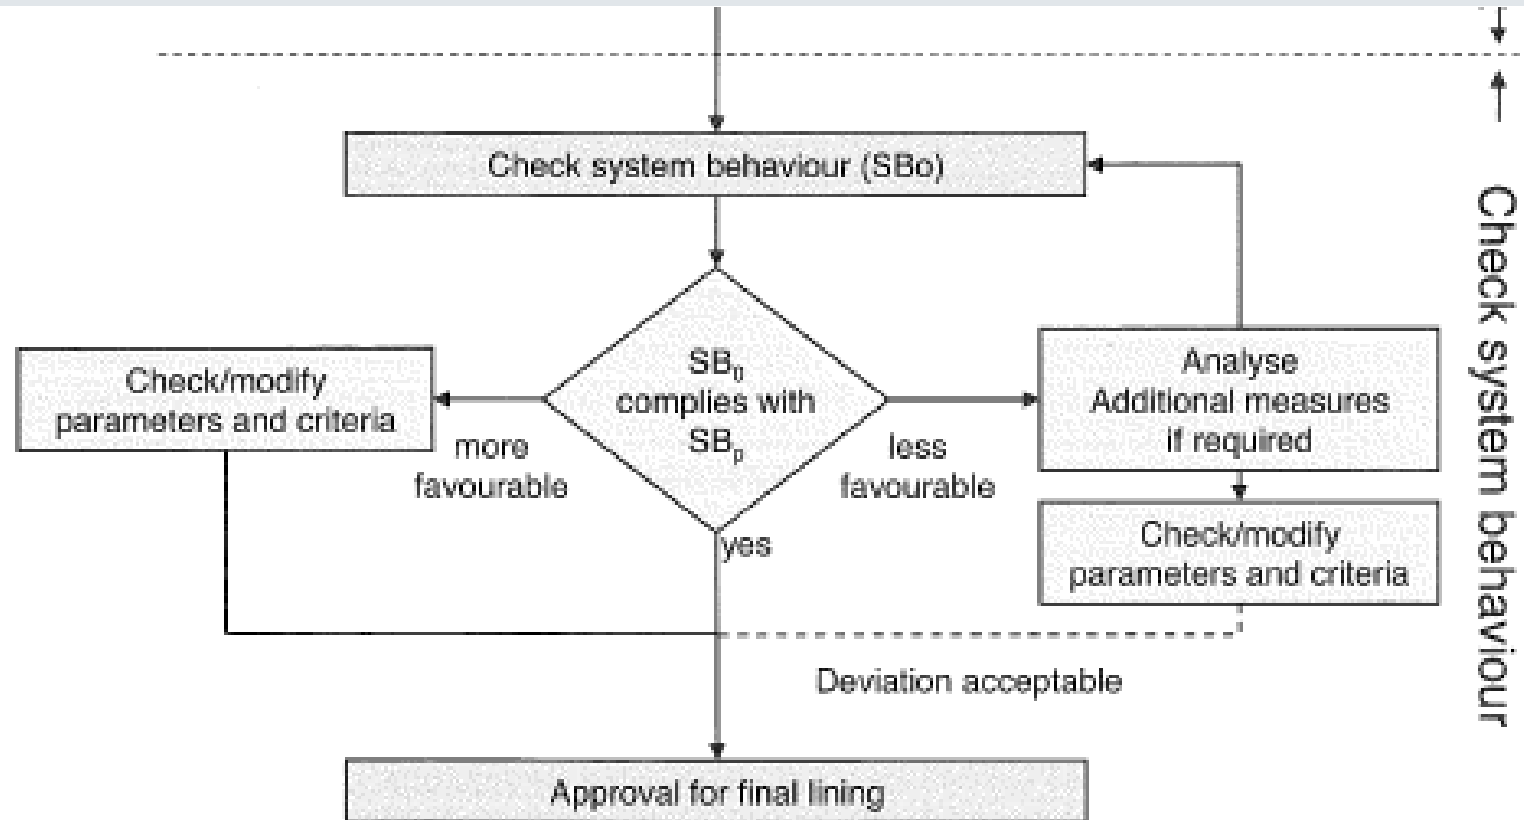 Check system behaviour (SBo)
SB₀
complies with
SBₚ
Check/modify
parameters and criteria
more
favourable
less
favourable
Analyse
Additional measures
if required
Check/modify
parameters and criteria
yes
Deviation acceptable
Approval for final lining
Check system behaviour